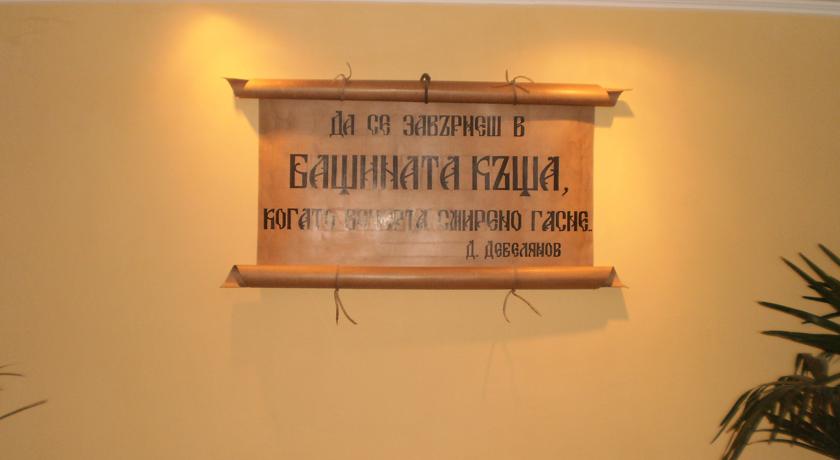 ДА СЕ ЗАВЪРНЕШ В
БАЩИНАТА КЪЩА,
КОГАТО ВЕЧЕРТА СМИРЕНО ГАСНЕ.
Д. ДЕБЕЛЯНОВ